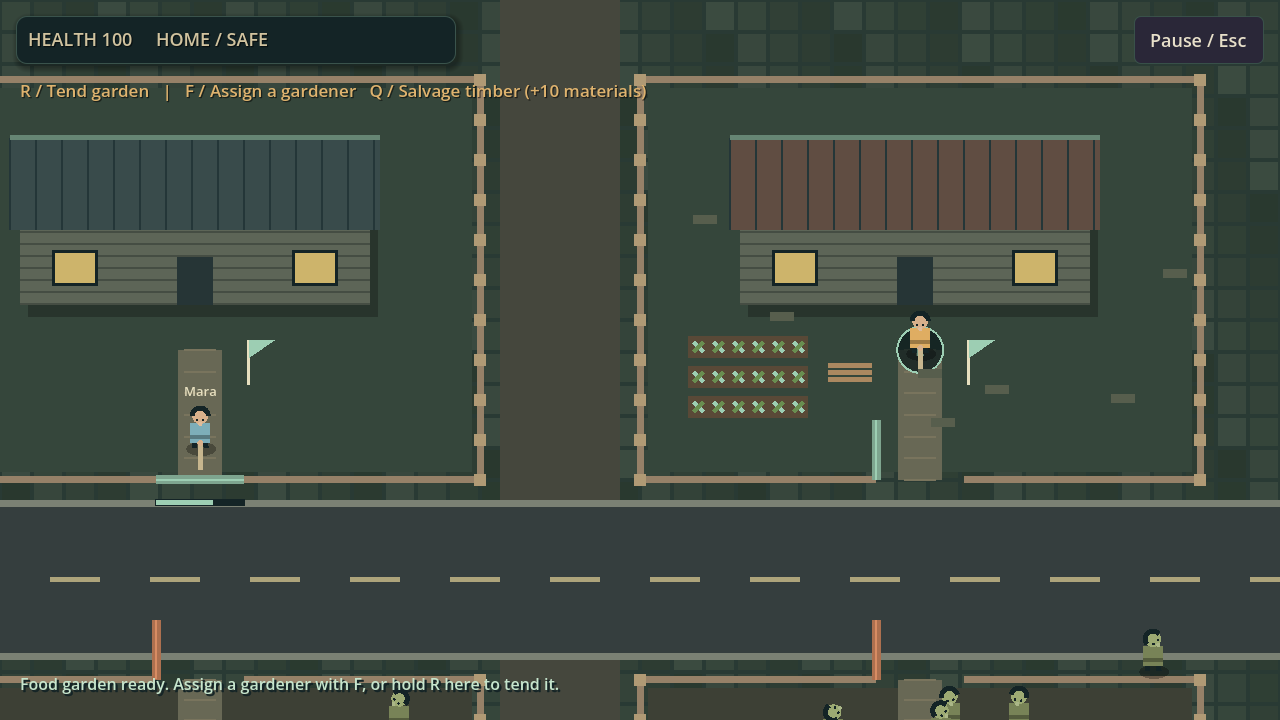 HEALTH 100 HOME / SAFE
Pause / Esc
R / Tend garden | F / Assign a gardener Q / Salvage timber (+10 materials)
Mara
Food garden ready. Assign a gardener with F, or hold R here to tend it.